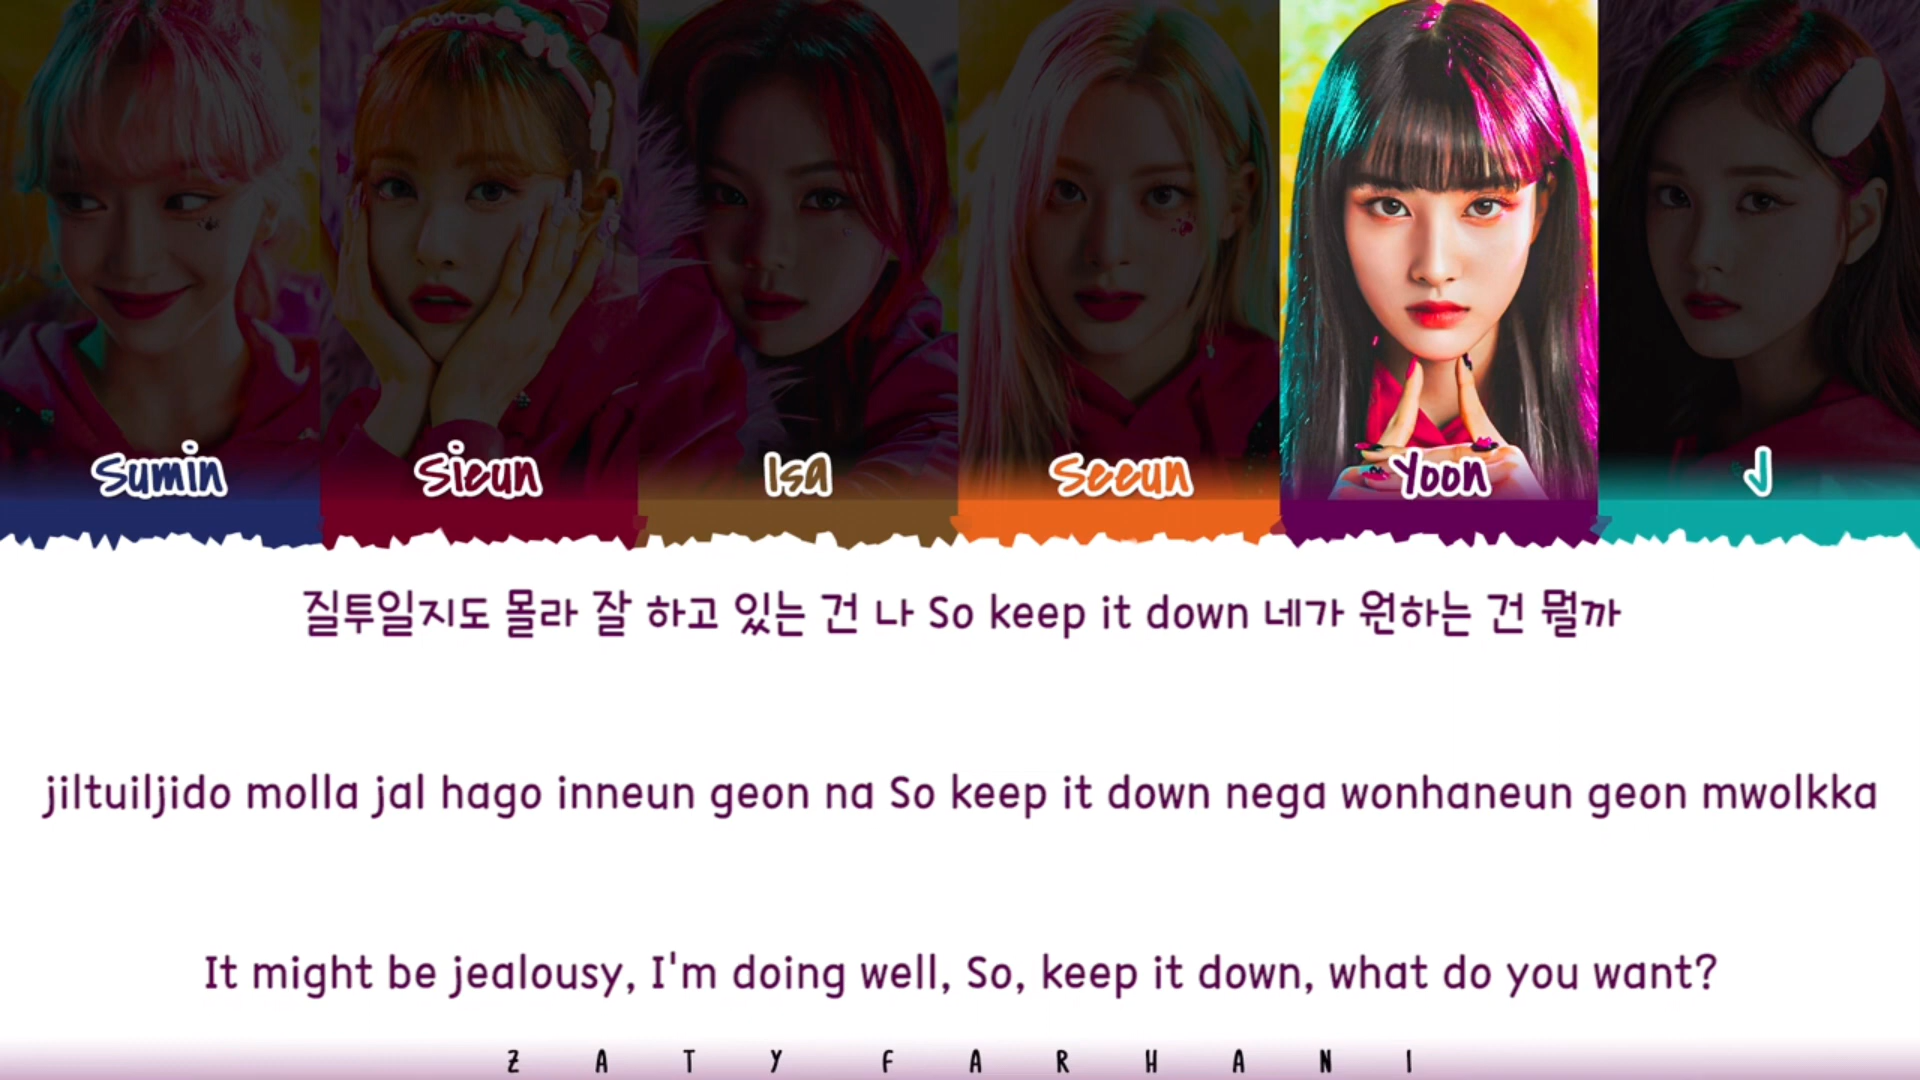 Sumin Sieun Isa Seeun Yoon J
질투일지도 몰라 잘 하고 있는 건 나 So keep it down 네가 원하는 건 뭘까
jiltuiljido molla jal hago inneun geon na So keep it down nega wonhaneun geon mwolkka
It might be jealousy, I'm doing well, So, keep it down, what do you want?
ZATY FARHANI